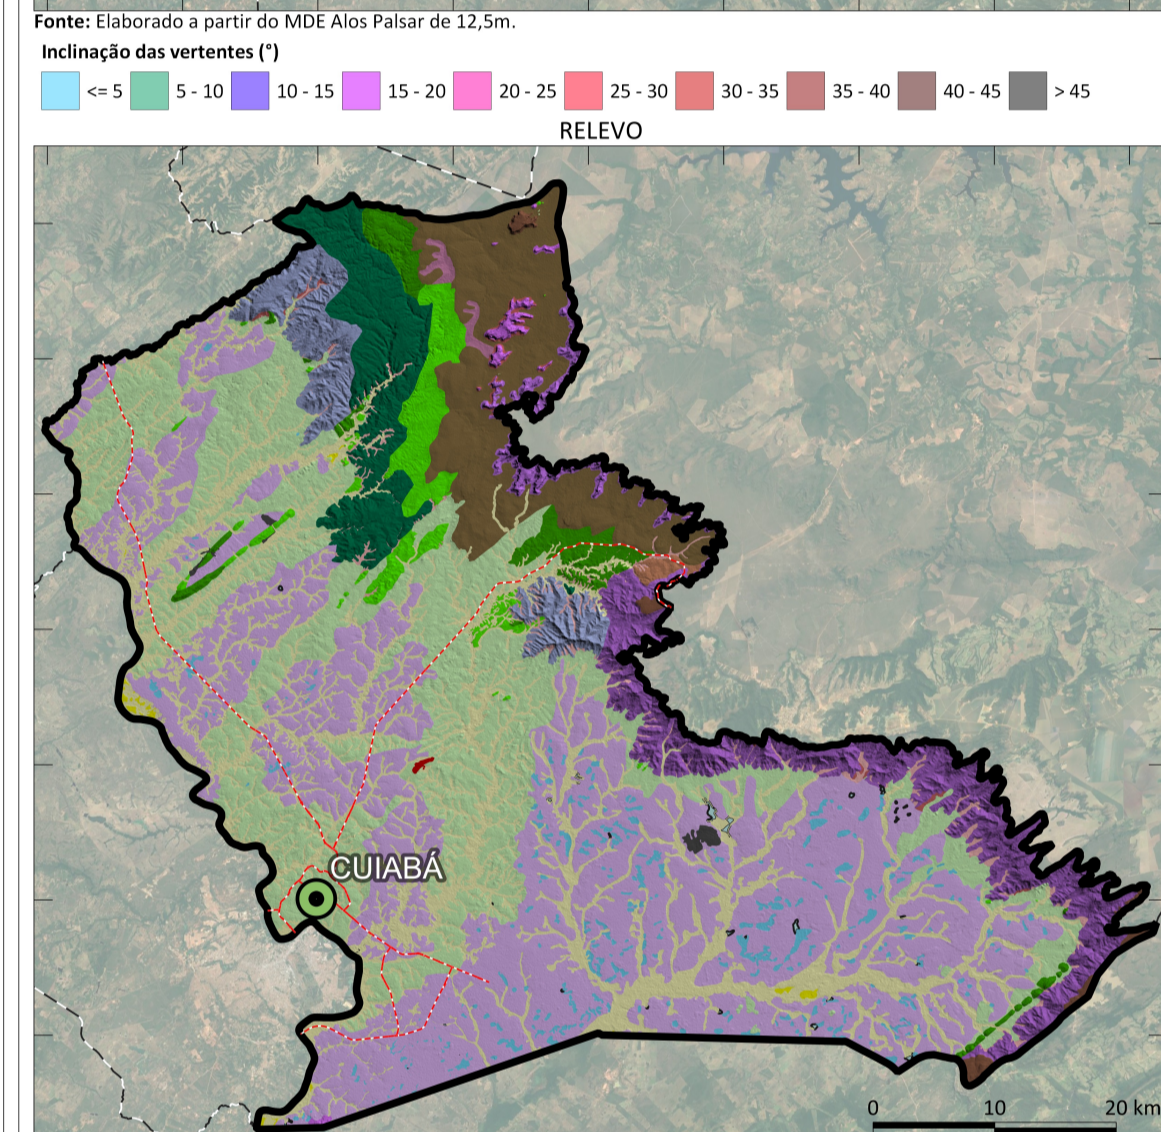 Fonte: Elaborado a partir do MDE Alos Palsar de 12,5m.
Inclinação das vertentes (°)
<= 5 5 - 10 10 - 15 15 - 20 20 - 25 25 - 30 30 - 35 35 - 40 40 - 45 > 45
RELEVO
CUIABÁ
0 10 20 km